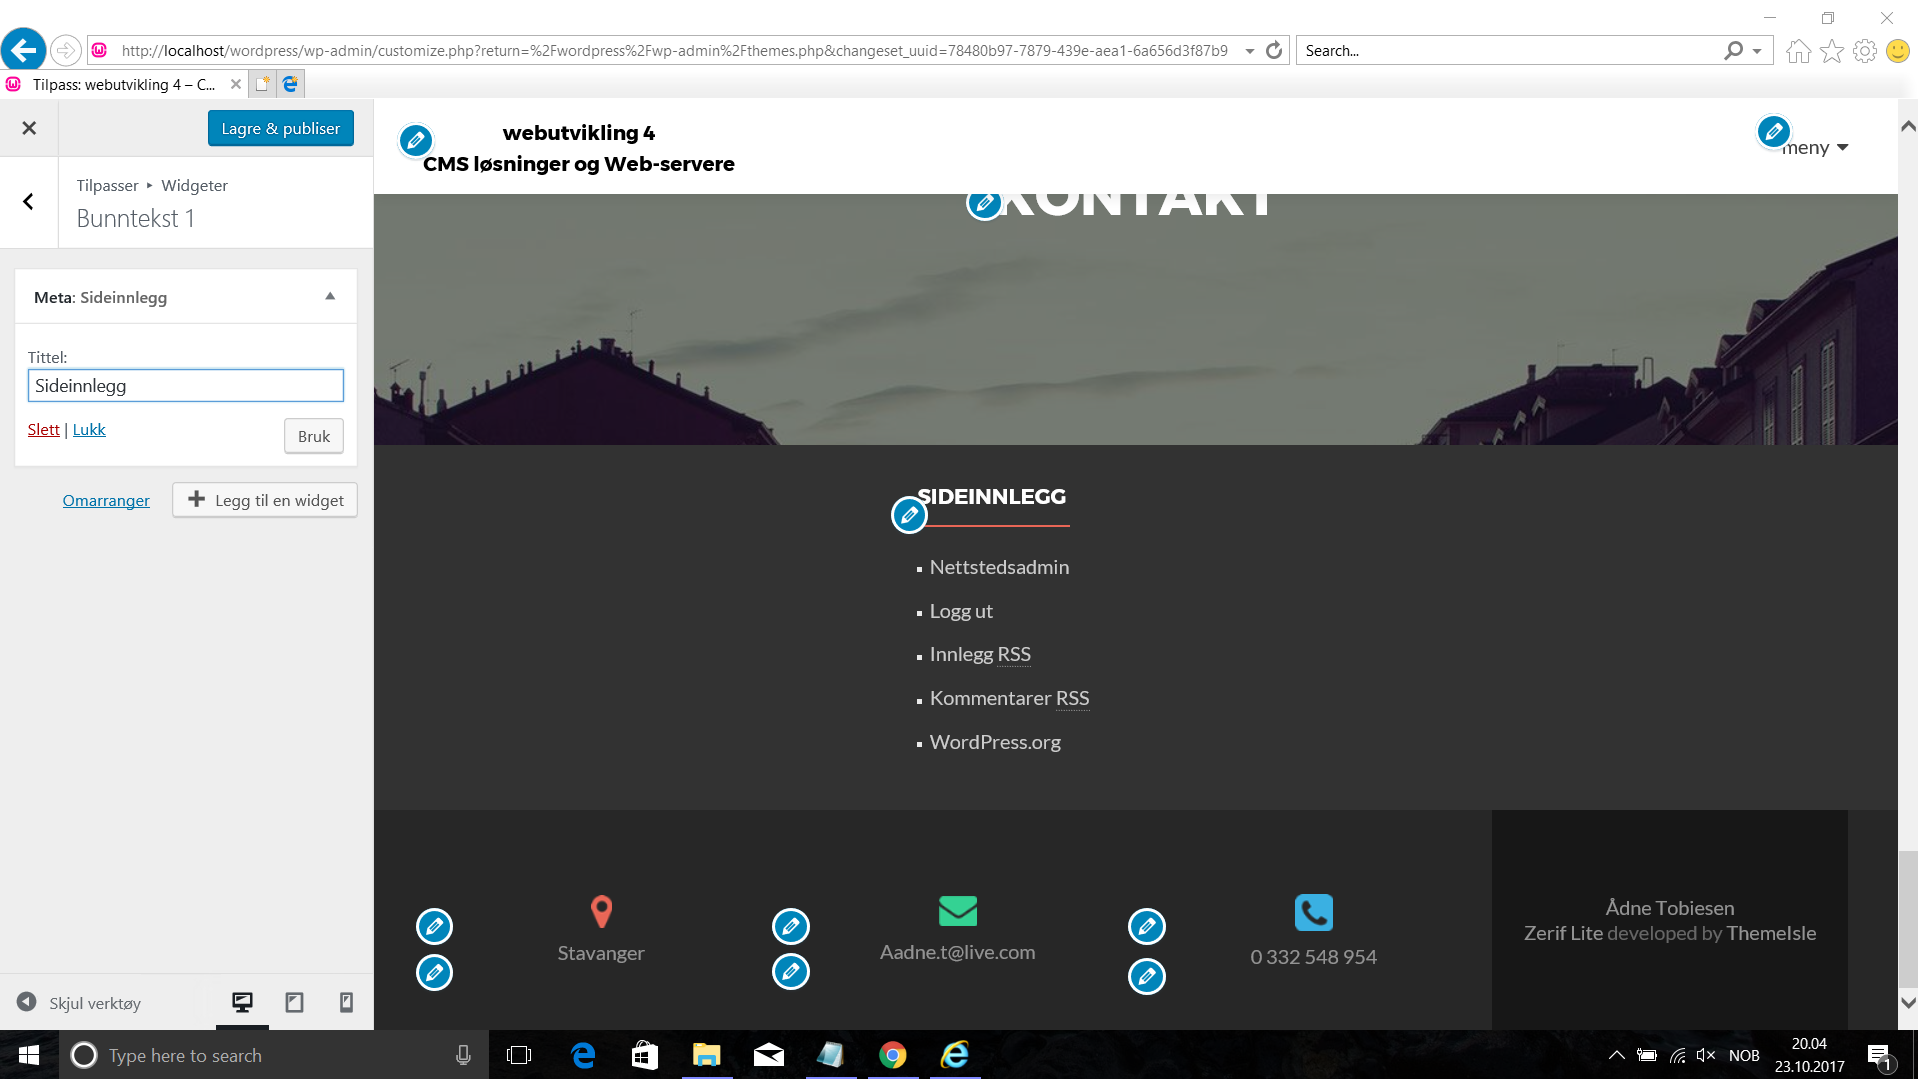 http://localhost/wordpress/wp-admin/customize.php?return=%2Fwordpress%2Fwp-admin%2Fthemes.php&changeset_uuid=78480b97-7879-439e-aea1-6a656d3f87b9
Search...
Tilpass: webutvikling 4 – C...
Lagre & publiser
Tilpasser ▸ Widgeter
Bunntekst 1
Meta: Sideinnlegg
Tittel:
Sideinnlegg
Slett | Lukk
Bruk
Omarranger
Legg til en widget
Skjul verktøy
webutvikling 4
CMS løsninger og Web-servere
meny
KONTAKT
SIDEINNLEGG
Nettstedsadmin
Logg ut
Innlegg RSS
Kommentarer RSS
WordPress.org
Stavanger
Aadne.t@live.com
0 332 548 954
Ådne Tobiesen
Zerif Lite developed by ThemeIsle
Type here to search
NOB
20.04
23.10.2017
1